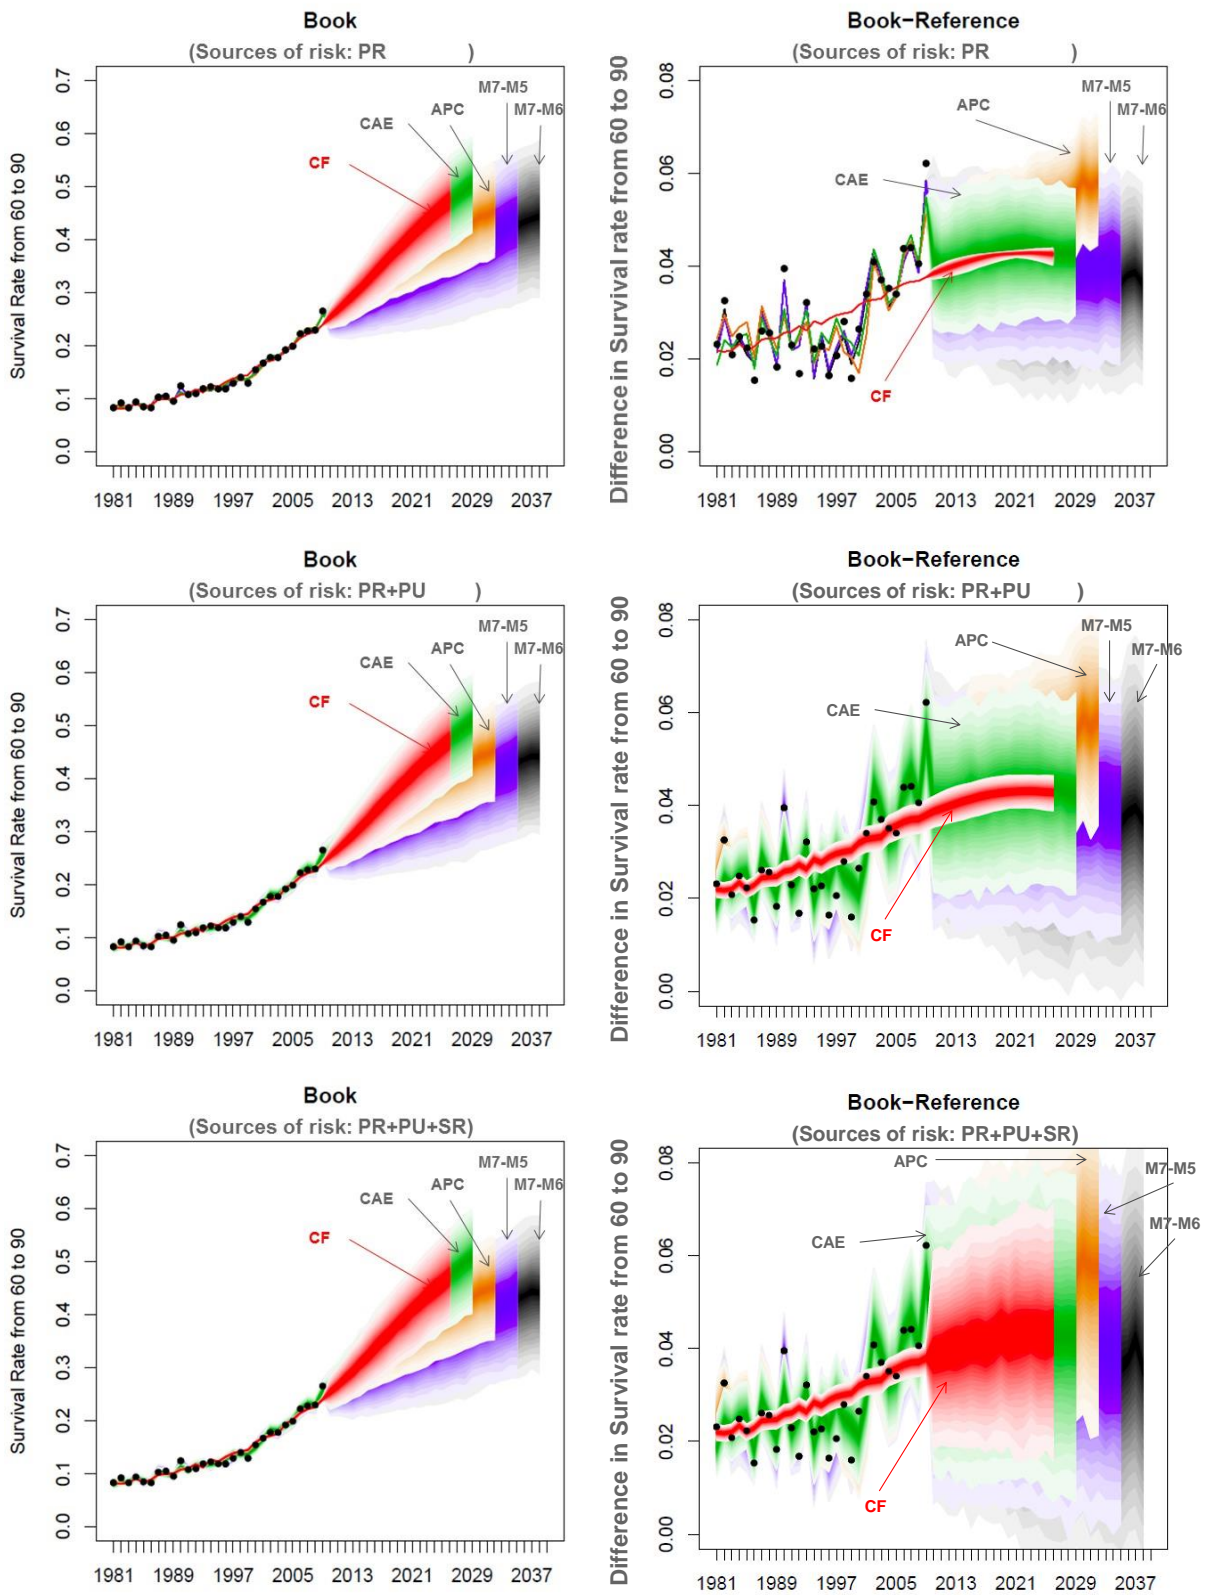 Book
(Sources of risk: PR )
Survival Rate from 60 to 90
0.7
0.6
0.5
0.4
0.3
0.2
0.1
0.0
M7-M5
APC
M7-M6
CAE
CF
1981 1989 1997 2005 2013 2021 2029 2037
Book−Reference
(Sources of risk: PR )
Difference in Survival rate from 60 to 90
0.08
0.06
0.04
0.02
0.00
M7-M5
APC
M7-M6
CAE
CF
1981 1989 1997 2005 2013 2021 2029 2037
Book
(Sources of risk: PR+PU )
Survival Rate from 60 to 90
0.7
0.6
0.5
0.4
0.3
0.2
0.1
0.0
M7-M5
APC
M7-M6
CAE
CF
1981 1989 1997 2005 2013 2021 2029 2037
Book−Reference
(Sources of risk: PR+PU )
Difference in Survival rate from 60 to 90
0.08
0.06
0.04
0.02
0.00
M7-M5
APC
M7-M6
CAE
CF
1981 1989 1997 2005 2013 2021 2029 2037
Book
(Sources of risk: PR+PU+SR)
Survival Rate from 60 to 90
0.7
0.6
0.5
0.4
0.3
0.2
0.1
0.0
M7-M5
APC
M7-M6
CAE
CF
1981 1989 1997 2005 2013 2021 2029 2037
Book−Reference
(Sources of risk: PR+PU+SR)
Difference in Survival rate from 60 to 90
0.08
0.06
0.04
0.02
0.00
APC
M7-M5
M7-M6
CAE
CF
1981 1989 1997 2005 2013 2021 2029 2037